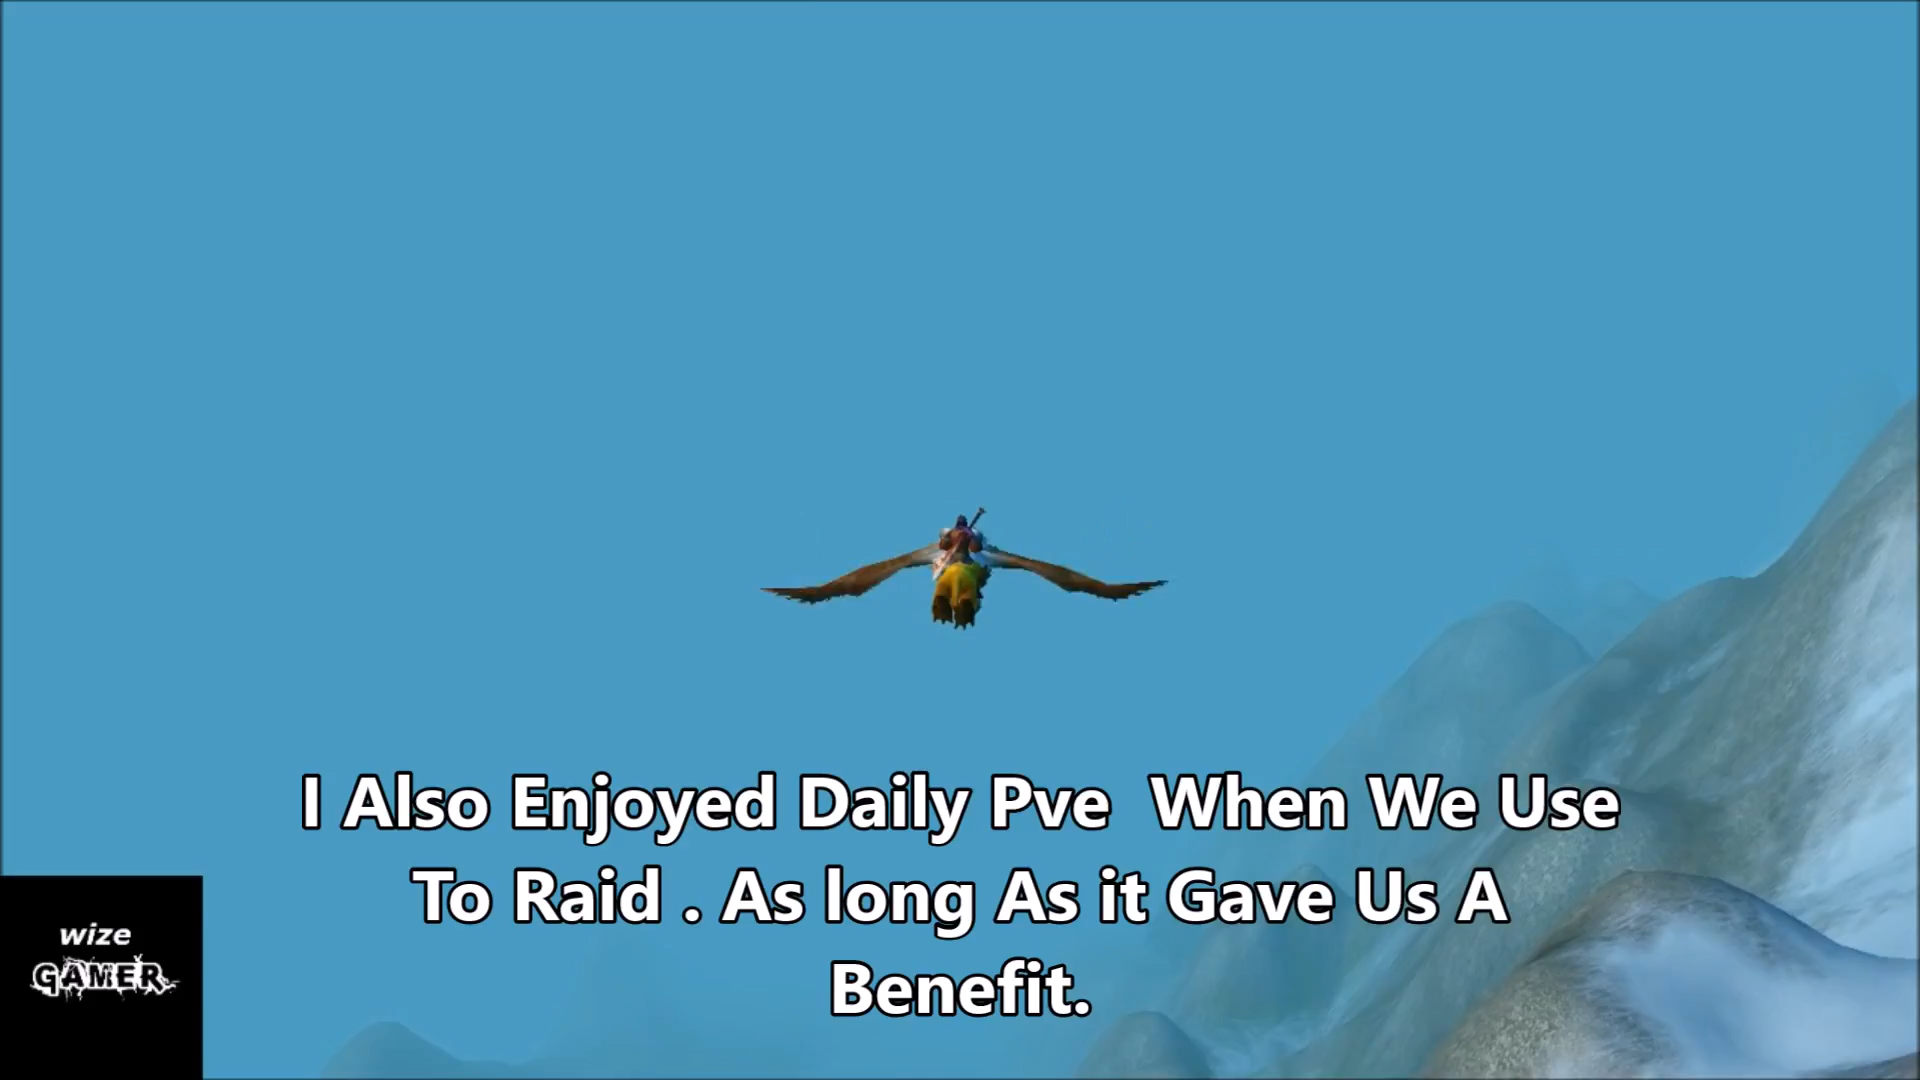 I Also Enjoyed Daily Pve  When We Use
To Raid . As long As it Gave Us A
Benefit.
wize
GAMER